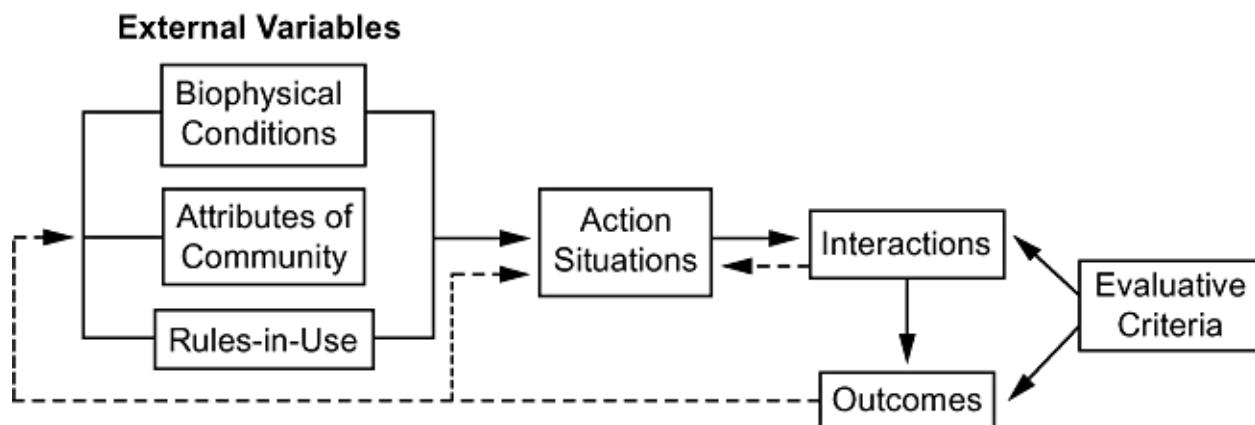 External Variables
Biophysical
Conditions
Attributes of
Community
Rules-in-Use
Action
Situations
Interactions
Outcomes
Evaluative
Criteria